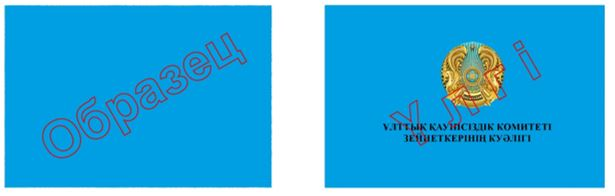 Образец
Үлгі
ҰЛТТЫҚ ҚАУІПСІЗДІК КОМИТЕТІ
ЗЕЙНЕТКЕРІНІҢ КУӘЛІГІ